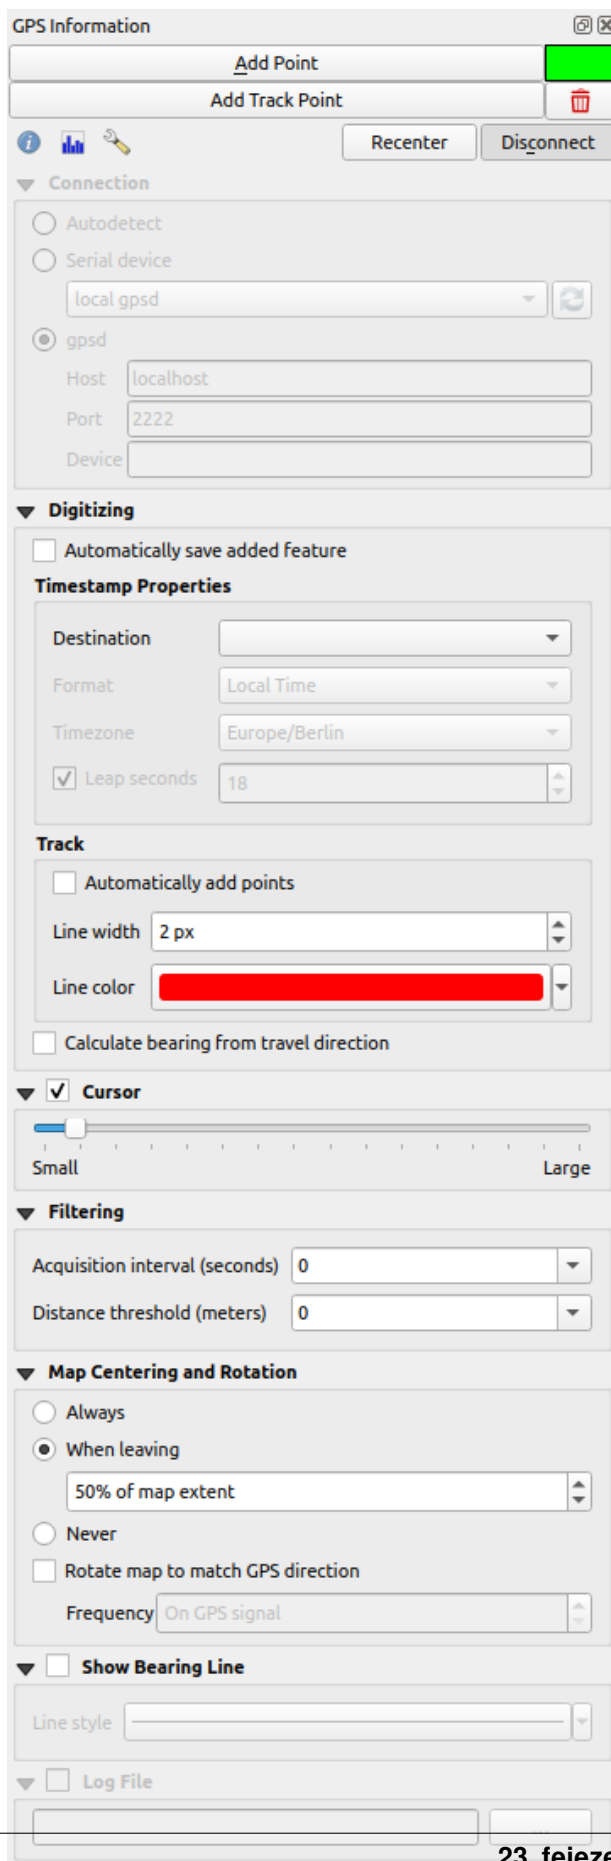 GPS Information
Add Point
Add Track Point
Recenter Disconnect
Connection
Autodetect
Serial device
local gpsd
gpsd
Host localhost
Port 2222
Device
Digitizing
Automatically save added feature
Timestamp Properties
Destination
Format Local Time
Timezone Europe/Berlin
Leap seconds 18
Track
Automatically add points
Line width 2 px
Line color
Calculate bearing from travel direction
Cursor
Small Large
Filtering
Acquisition interval (seconds) 0
Distance threshold (meters) 0
Map Centering and Rotation
Always
When leaving
50% of map extent
Never
Rotate map to match GPS direction
Frequency On GPS signal
Show Bearing Line
Line style
Log File
...
23. fejeze